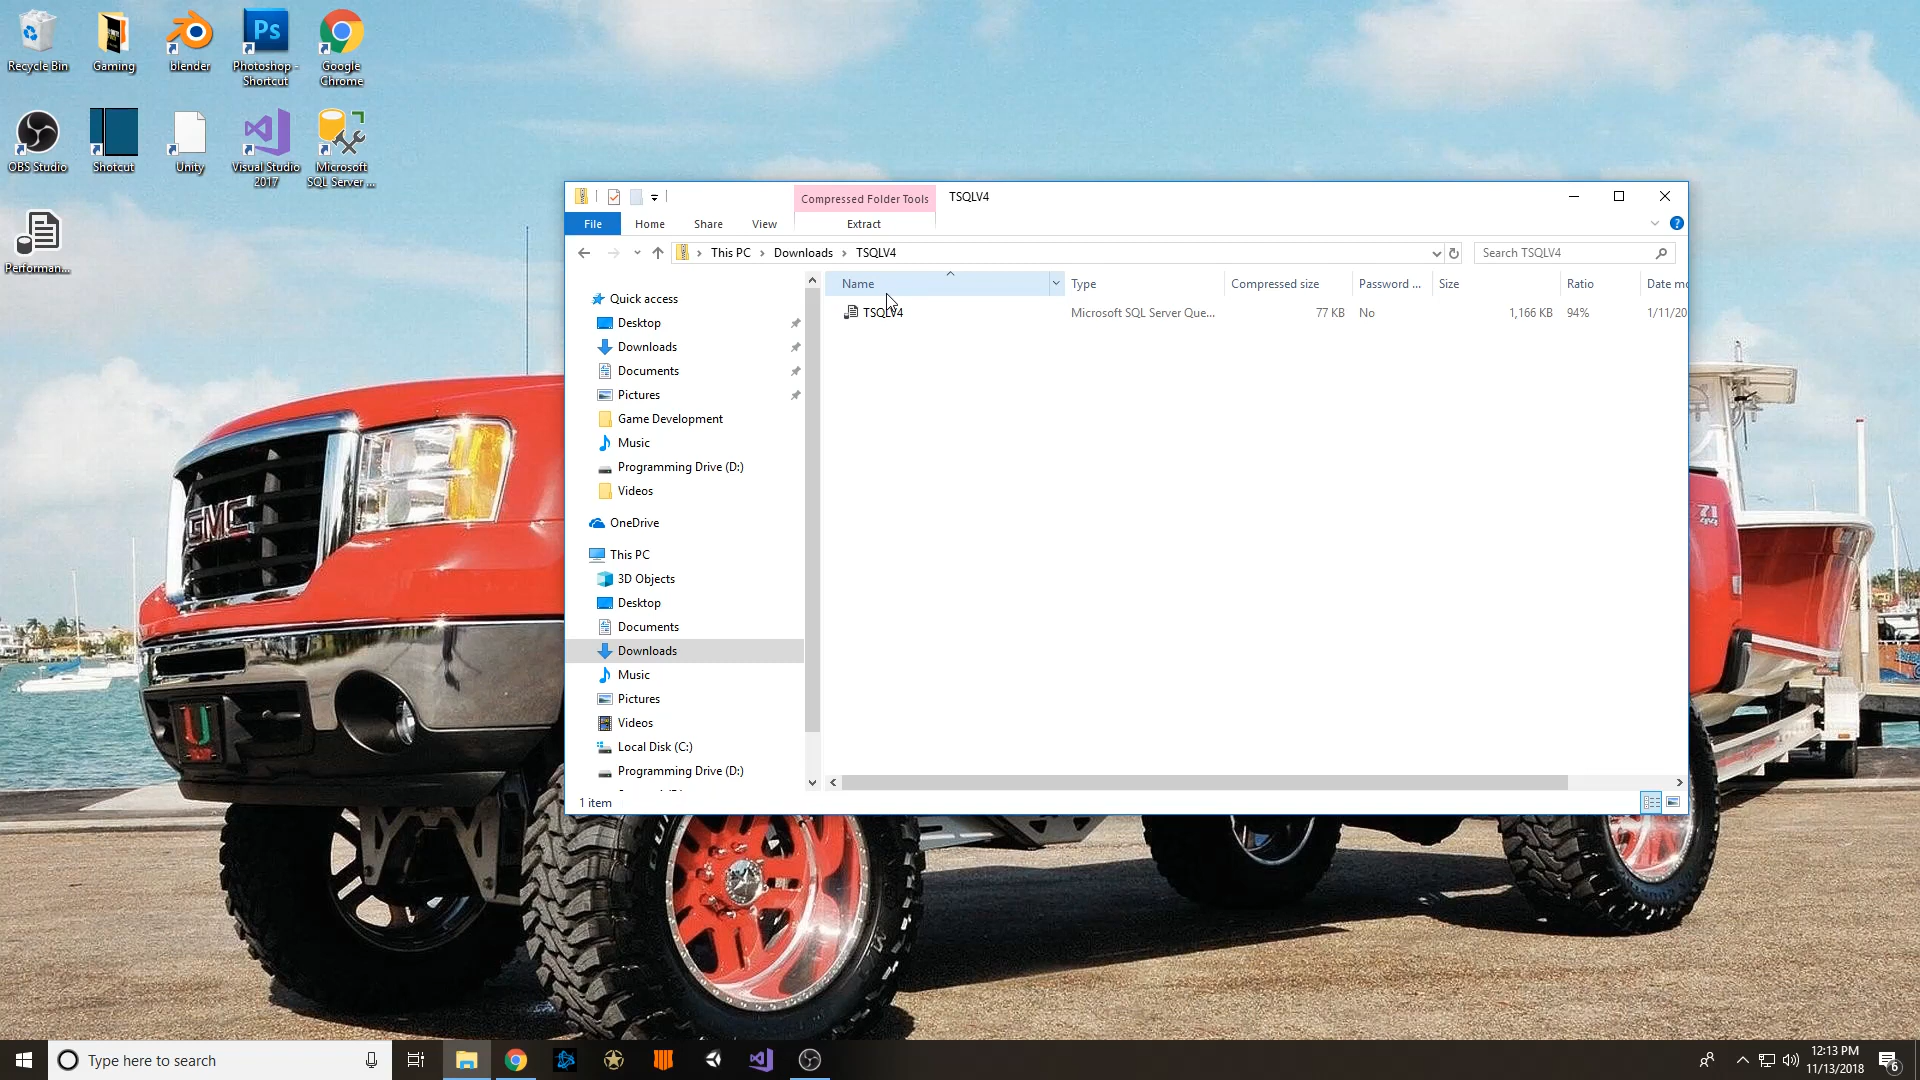 Recycle Bin
Gaming
blender
Photoshop -
Shortcut
Google
Chrome
OBS Studio
Shotcut
Unity
Visual Studio
2017
Microsoft
SQL Server ...
Performan...
Compressed Folder Tools
TSQLV4
File
Home
Share
View
Extract
This PC
Downloads
TSQLV4
Search TSQLV4
Name
Type
Compressed size
Password ...
Size
Ratio
Date mo
TSQLV4
Microsoft SQL Server Que...
77 KB
No
1,166 KB
94%
1/11/20
Quick access
Desktop
Downloads
Documents
Pictures
Game Development
Music
Programming Drive (D:)
Videos
OneDrive
This PC
3D Objects
Desktop
Documents
Downloads
Music
Pictures
Videos
Local Disk (C:)
Programming Drive (D:)
1 item
GMC
71
4x4
Type here to search
12:13 PM
11/13/2018
6